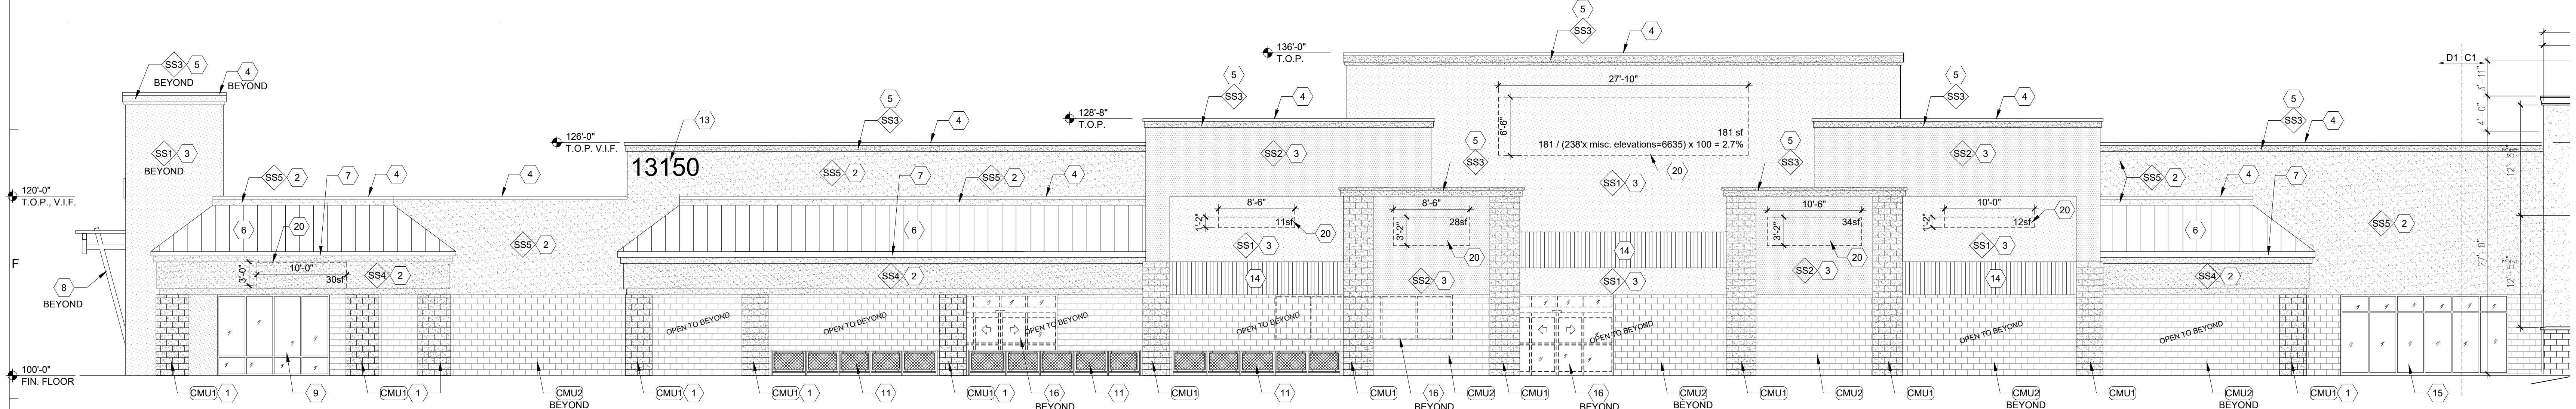 5
SS3
4
136'-0"
T.O.P.
D1 C1
3'-11"
SS3 5
BEYOND
4
BEYOND
27'-10"
5
SS3
4
5
SS3
4
6'-6"
4'-0"
5
SS3
4
128'-8"
T.O.P.
13
5
SS3
4
181 sf
181 / (238'x misc. elevations=6635) x 100 = 2.7%
126'-0"
T.O.P. V.I.F.
SS1 3
BEYOND
13150
SS2 3
5
SS3
5
SS3
SS2 3
20
SS5 2
7
4
4
SS5 2
7
SS5 2
4
SS1 3
SS5 2
4
7
120'-0"
T.O.P., V.I.F.
8'-6"
8'-6"
10'-6"
10'-0"
1'-2"
11sf
20
3'-2"
28sf
3'-2"
34sf
1'-2"
12sf
20
6
20
SS5 2
6
SS1 3
20
14
20
SS1 3
6
SS5 2
F
3'-0"
10'-0"
30sf
SS4 2
SS4 2
14
SS2 3
SS1 3
SS2 3
14
SS4 2
27'-0"
8
BEYOND
OPEN TO BEYOND
OPEN TO BEYOND
OPEN TO BEYOND
OPEN TO BEYOND
OPEN TO BEYOND
OPEN TO BEYOND
OPEN TO BEYOND
100'-0"
FIN. FLOOR
CMU1 1
9
CMU1 1
CMU2
BEYOND
CMU1 1
CMU1 1
11
CMU1 1
16
BEYOND
11
CMU1
11
CMU1
16
BEYOND
CMU2
CMU1
16
BEYOND
CMU2
BEYOND
CMU1
CMU2
CMU1
CMU2
BEYOND
CMU1
CMU2
BEYOND
CMU1 1
15